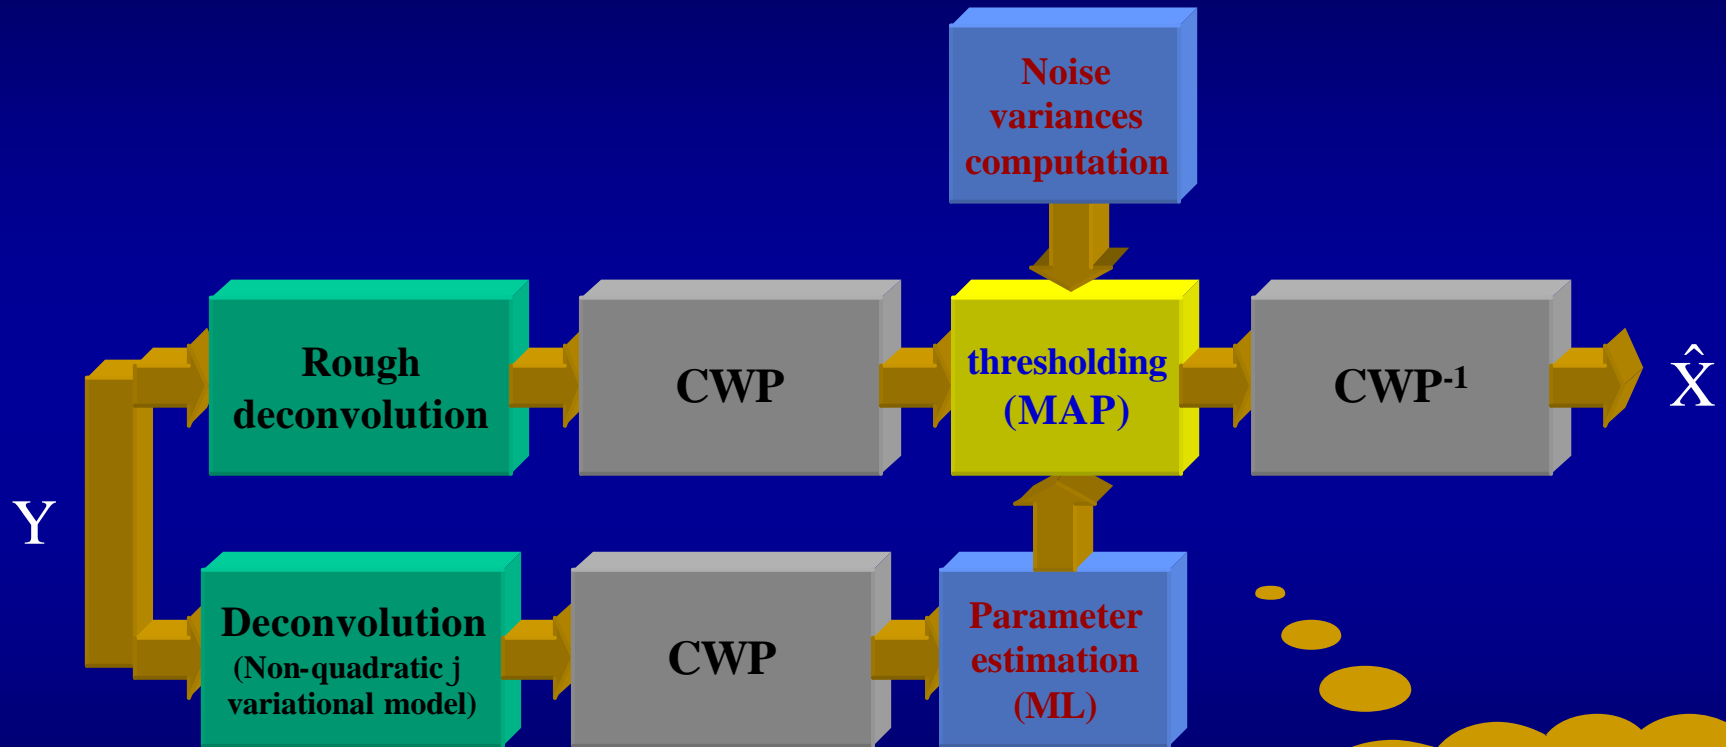 Noise
variances
computation
Rough
deconvolution
CWP
thresholding
(MAP)
CWP-1
X̂
Y
Deconvolution
(Non-quadratic j
variational model)
CWP
Parameter
estimation
(ML)